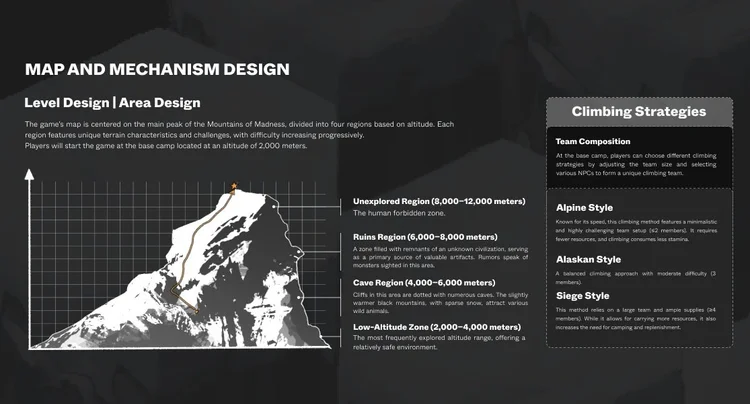 MAP AND MECHANISM DESIGN
Level Design | Area Design
The game's map is centered on the main peak of the Mountains of Madness, divided into four regions based on altitude. Each
region features unique terrain characteristics and challenges, with difficulty increasing progressively.
Players will start the game at the base camp located at an altitude of 2,000 meters.
Unexplored Region (8,000–12,000 meters)
The human forbidden zone.
Ruins Region (6,000–8,000 meters)
A zone filled with remnants of an unknown civilization, serving
as a primary source of valuable artifacts. Rumors speak of
monsters sighted in this area.
Cave Region (4,000–6,000 meters)
Cliffs in this area are dotted with numerous caves. The slightly
warmer black mountains, with sparse snow, attract various
wild animals.
Low-Altitude Zone (2,000–4,000 meters)
The most frequently explored altitude range, offering a
relatively safe environment.
Climbing Strategies
Team Composition
At the base camp, players can choose different climbing
strategies by adjusting the team size and selecting
various NPCs to form a unique climbing team.
Alpine Style
Known for its speed, this climbing method features a minimalistic
and highly challenging team setup (≤2 members). It requires
fewer resources, and climbing consumes less stamina.
Alaskan Style
A balanced climbing approach with moderate difficulty (3
members).
Siege Style
This method relies on a large team and ample supplies (≥4
members). While it allows for carrying more resources, it also
increases the need for camping and replenishment.